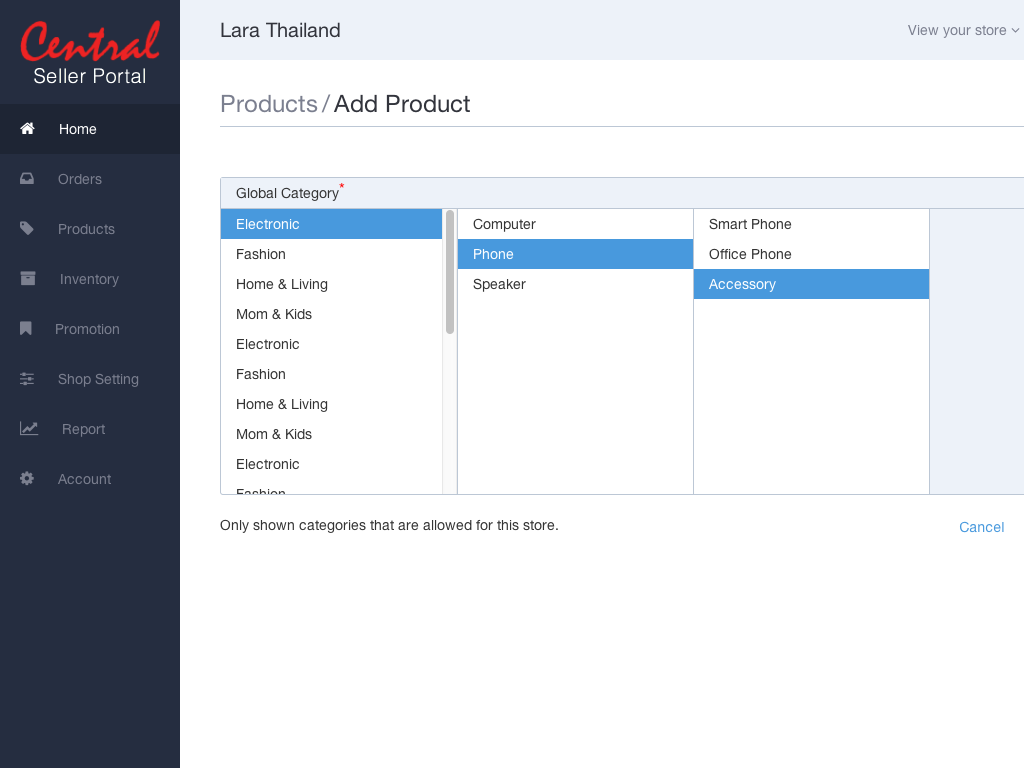 Central
Seller Portal
Home
Orders
Products
Inventory
Promotion
Shop Setting
Report
Account
Lara Thailand
View your store
Products / Add Product
Global Category*
Electronic
Fashion
Home & Living
Mom & Kids
Electronic
Fashion
Home & Living
Mom & Kids
Electronic
Fashion
Computer
Phone
Speaker
Smart Phone
Office Phone
Accessory
Only shown categories that are allowed for this store.
Cancel